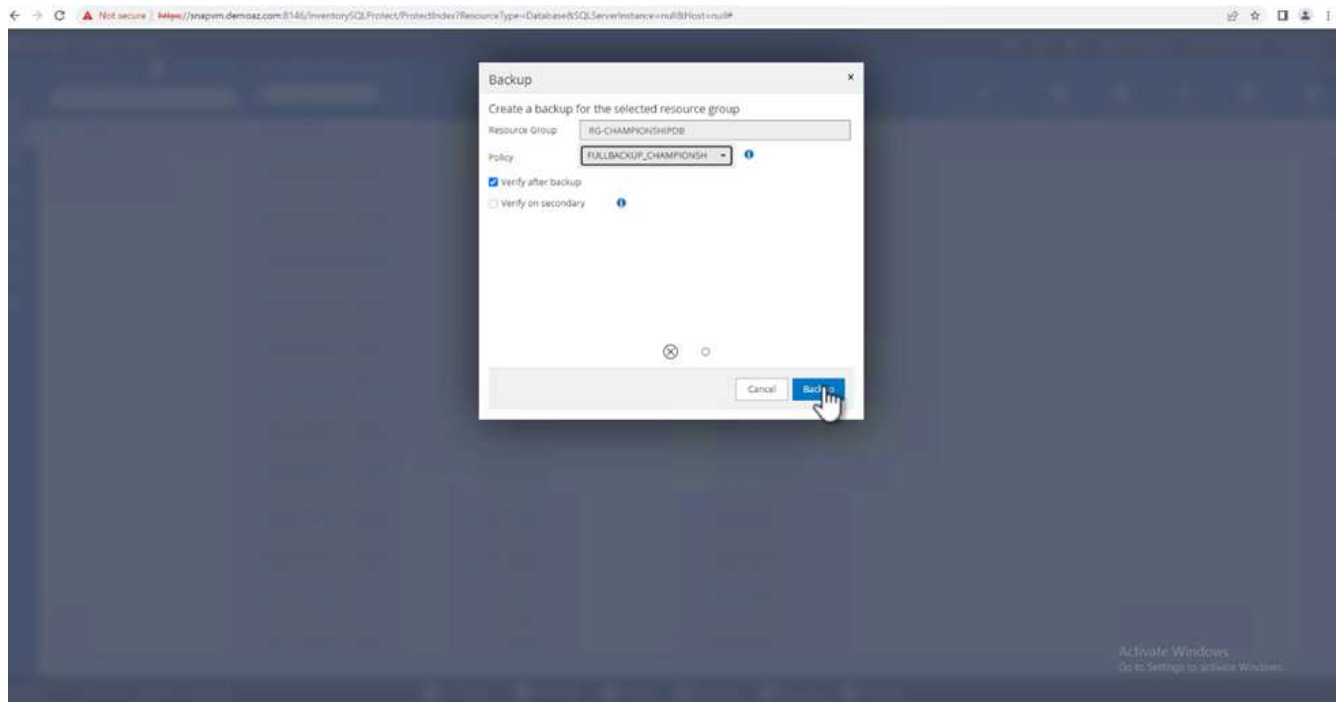 Not secure | https://snapvm.demoaz.com:8146/InventorySQLProtect/ProtectIndex?ResourceType=Database&SQLServerInstance=null&Host=null#
Backup
Create a backup for the selected resource group
Resource Group RG-CHAMPIONSHIPDB
Policy FULLBACKUP_CHAMPIONSH
Verify after backup
Verify on secondary
Cancel Backup
Activate Windows
Go to Settings to activate Windows.